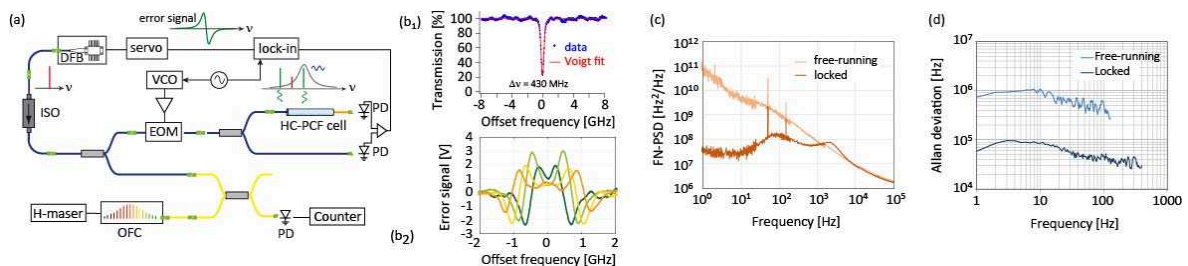 (a)
error signal
ν
DFB
servo
lock-in
ν
VCO
ν
ISO
EOM
HC-PCF cell
PD
PD
H-maser
OFC
PD
Counter
(b₁)
Transmission [%]
100
80
60
40
20
0
data
Voigt fit
Δν = 430 MHz
-8 -4 0 4 8
Offset frequency [GHz]
(b₂)
Error signal [V]
4
3
2
1
0
-1
-2
-3
-2 -1 0 1 2
Offset frequency [GHz]
(c)
FN-PSD [Hz²/Hz]
10¹²
10¹¹
10¹⁰
10⁹
10⁸
10⁷
10⁶
free-running
locked
1 10¹ 10² 10³ 10⁴ 10⁵
Frequency [Hz]
(d)
Allan deviation [Hz]
10⁷
10⁶
10⁵
10⁴
Free-running
Locked
1 10 100 1000
Frequency [Hz]